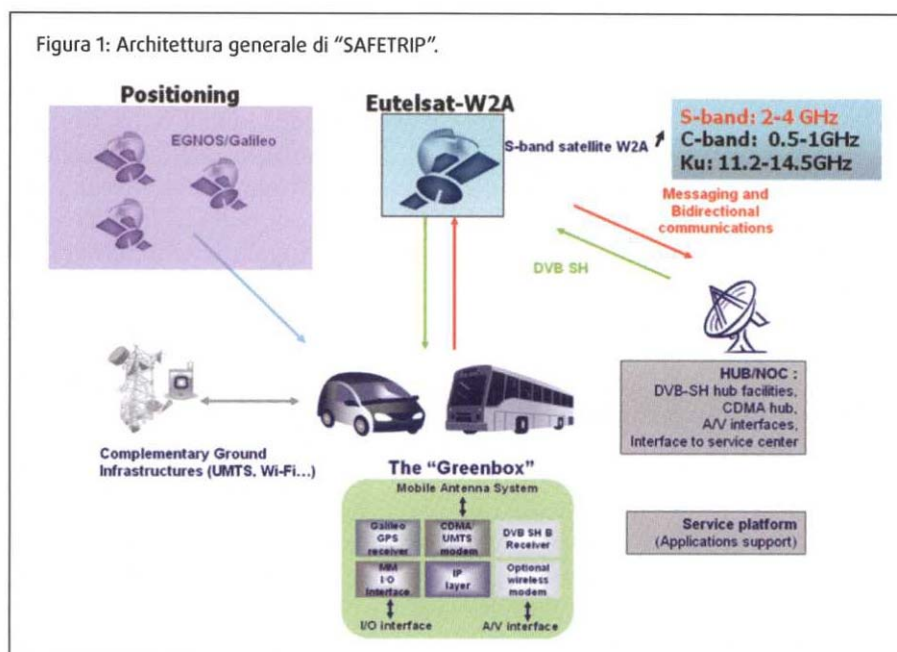 Figura 1: Architettura generale di “SAFETRIP”.
Positioning
EGNOS/Galileo
Eutelsat-W2A
S-band satellite W2A
S-band: 2-4 GHz
C-band: 0.5-1GHz
Ku: 11.2-14.5GHz
Messaging and
Bidirectional
communications
DVB SH
HUB/NOC :
DVB-SH hub facilities,
CDMA hub,
A/V interfaces,
Interface to service center
Complementary Ground
Infrastructures (UMTS, Wi-Fi...)
The “Greenbox”
Mobile Antenna System
Galileo
GPS
receiver
CDMA/
UMTS
modem
DVB SH B
Receiver
MM
I/O
Interface
IP
layer
Optional
wireless
modem
I/O interface
A/V interface
Service platform
(Applications support)